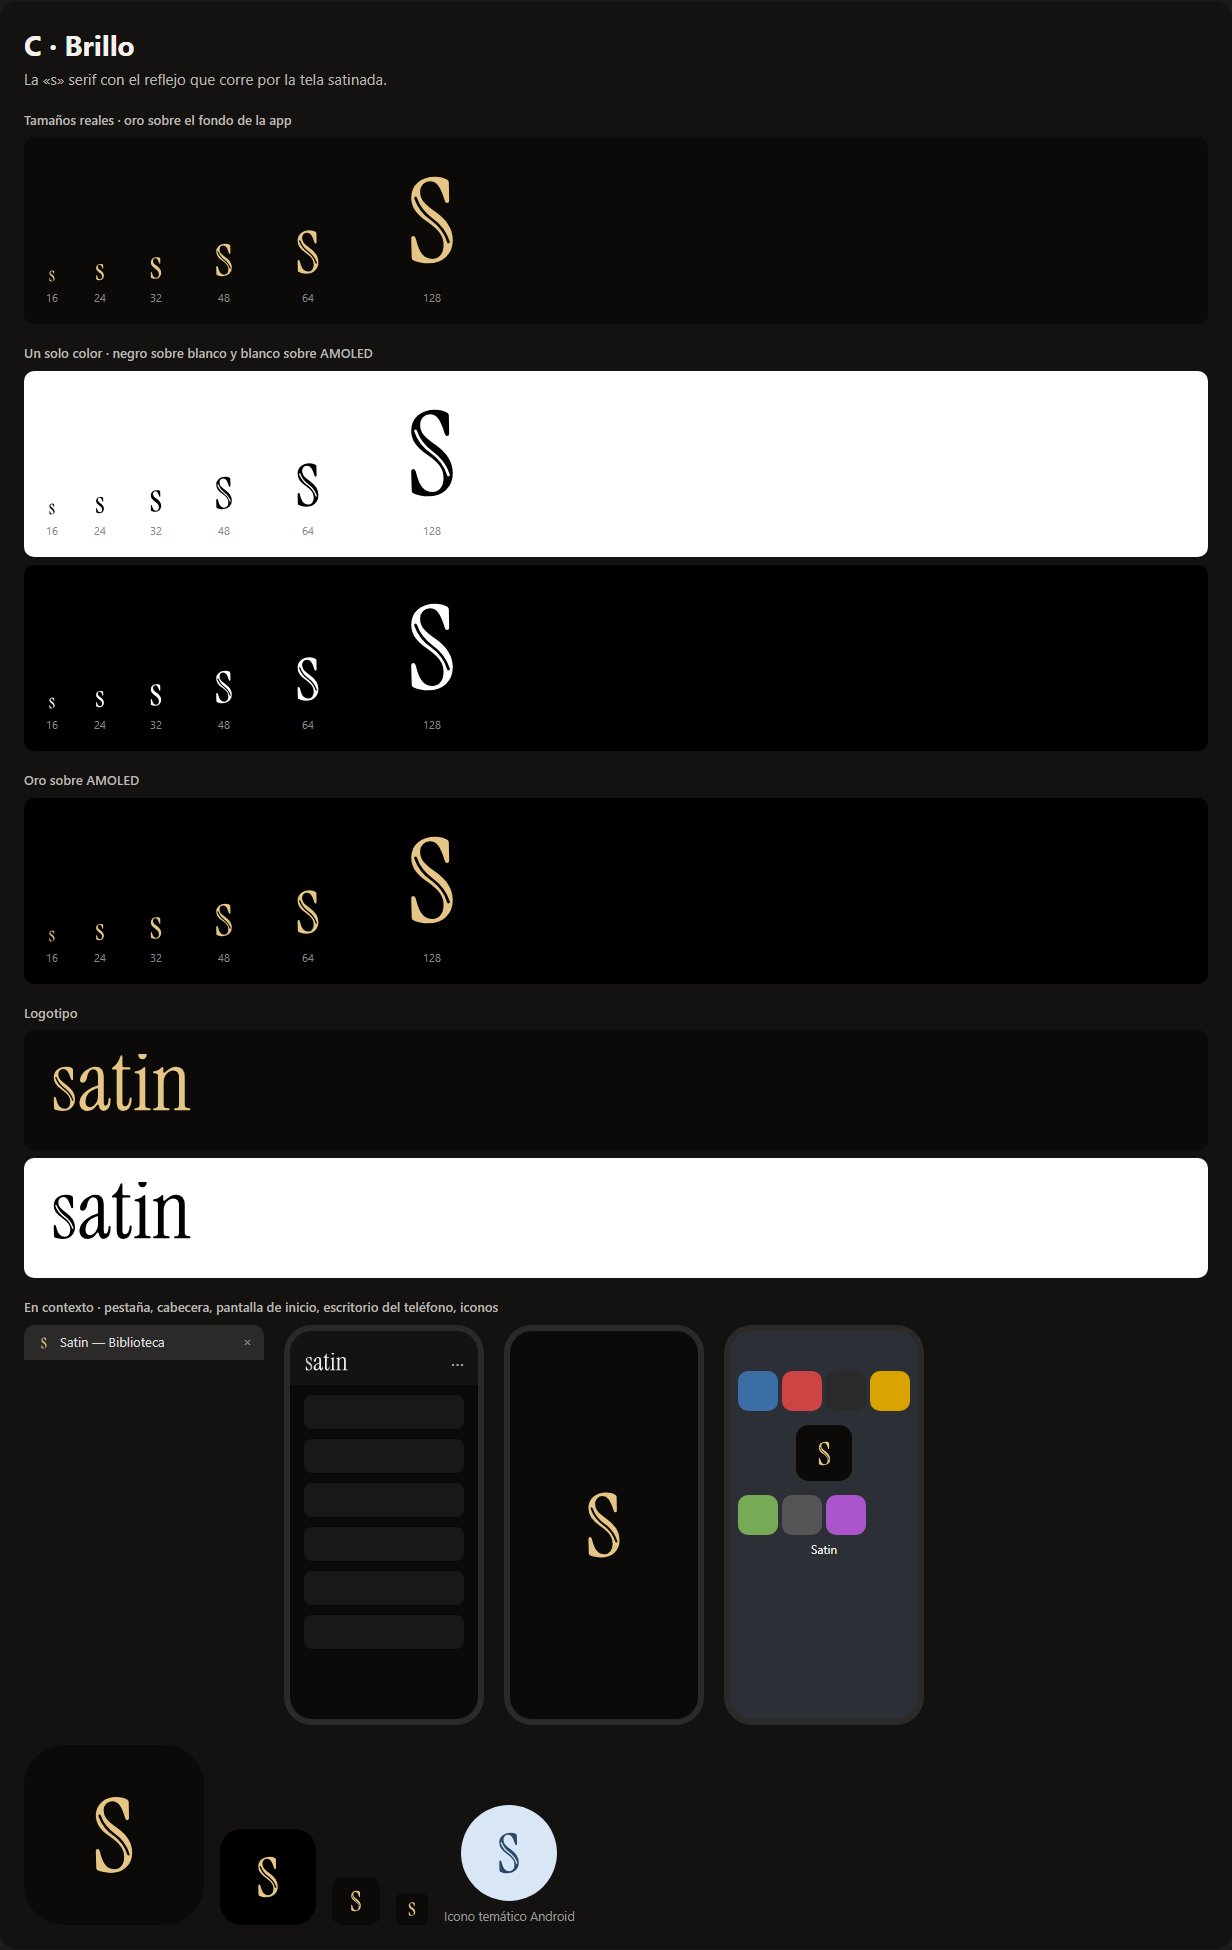 C · Brillo
La «s» serif con el reflejo que corre por la tela satinada.
Tamaños reales · oro sobre el fondo de la app
s s s s s s
16 24 32 48 64 128
Un solo color · negro sobre blanco y blanco sobre AMOLED
s s s s s s
16 24 32 48 64 128
s s s s s s
16 24 32 48 64 128
Oro sobre AMOLED
s s s s s s
16 24 32 48 64 128
Logotipo
satin
satin
En contexto · pestaña, cabecera, pantalla de inicio, escritorio del teléfono, iconos
s Satin — Biblioteca ×
satin ...
s
s
Satin
s s s s s
Icono temático Android